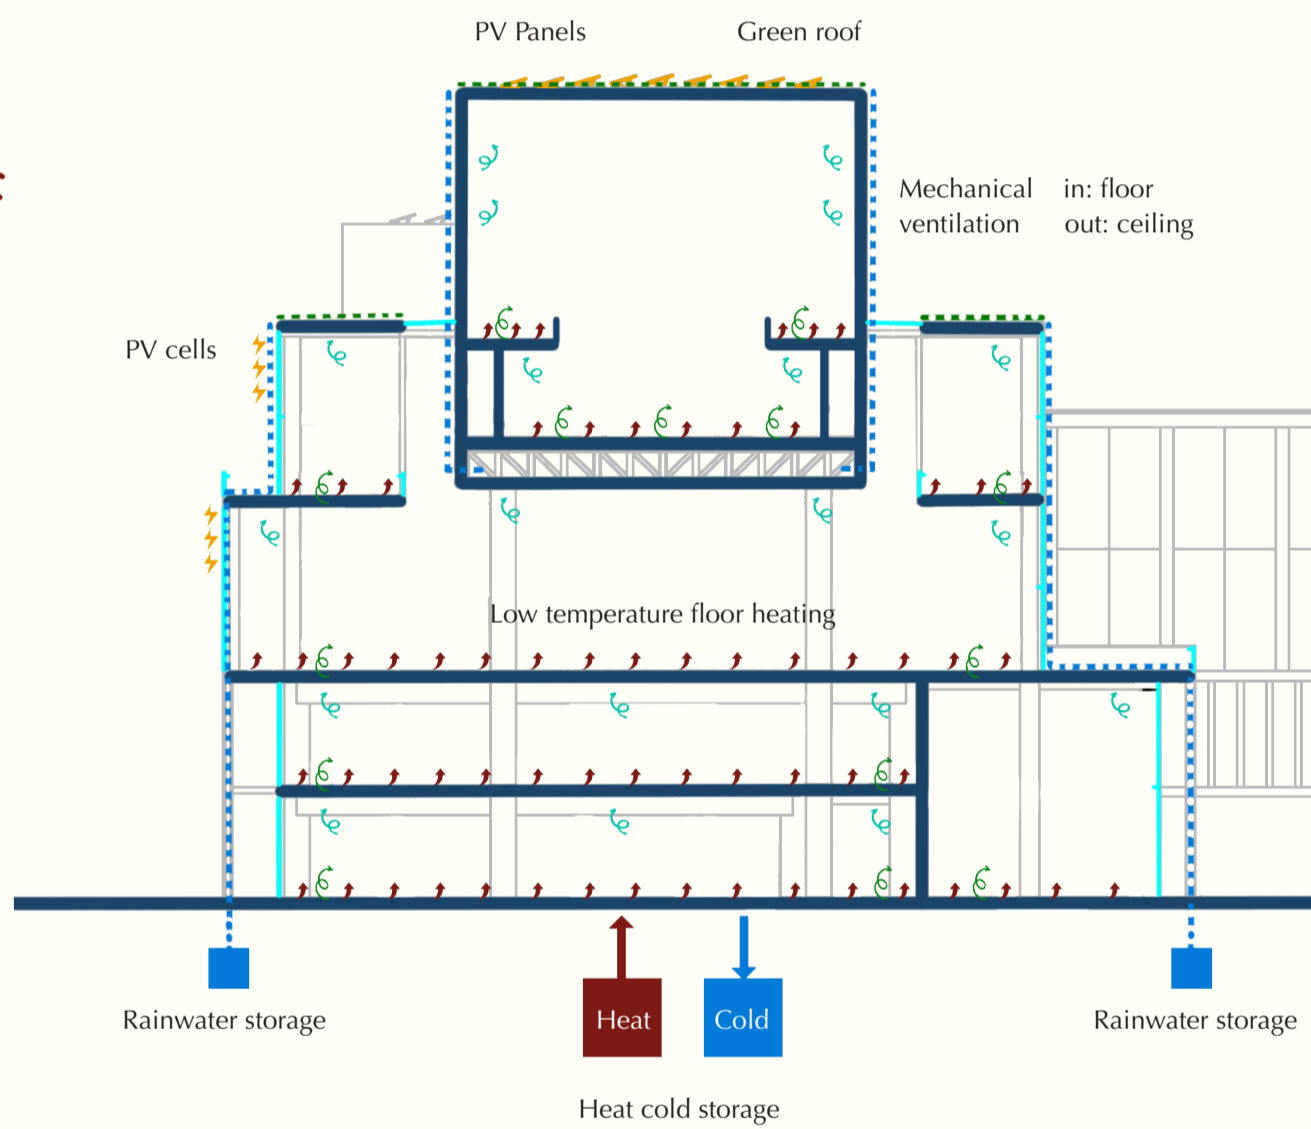 PV Panels
Green roof
Mechanical in: floor
ventilation out: ceiling
PV cells
Low temperature floor heating
Rainwater storage
Heat
Cold
Rainwater storage
Heat cold storage